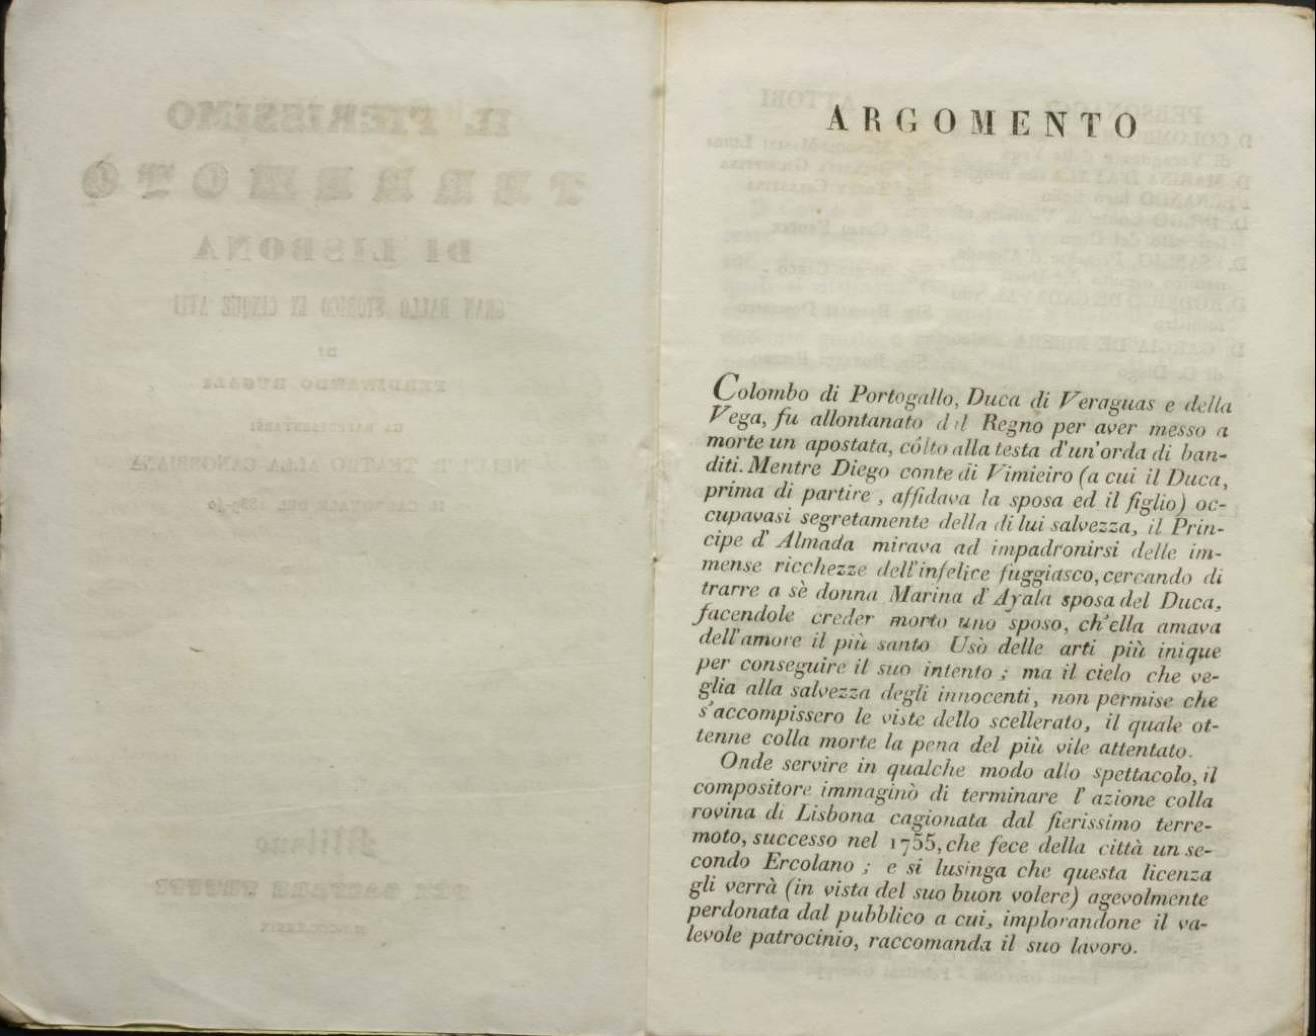 ARGOMENTO
Colombo di Portogallo, Duca di Veraguas e della
Vega, fu allontanato dal Regno per aver messo a
morte un apostata, còlto alla testa d'un'orda di ban-
diti. Mentre Diego conte di Vimieiro (a cui il Duca,
prima di partire, affidava la sposa ed il figlio) oc-
cupavasi segretamente della di lui salvezza, il Prin-
cipe d' Almada mirava ad impadronirsi delle im-
mense ricchezze dell'infelice fuggiasco, cercando di
trarre a sè donna Marina d' Ayala sposa del Duca,
facendole creder morto uno sposo, ch'ella amava
dell'amore il più santo Usò delle arti più inique
per conseguire il suo intento; ma il cielo che ve-
glia alla salvezza degli innocenti, non permise che
s'accompissero le viste dello scellerato, il quale ot-
tenne colla morte la pena del più vile attentato.
Onde servire in qualche modo allo spettacolo, il
compositore immaginò di terminare l' azione colla
rovina di Lisbona cagionata dal fierissimo terre-
moto, successo nel 1755, che fece della città un se-
condo Ercolano; e si lusinga che questa licenza
gli verrà (in vista del suo buon volere) agevolmente
perdonata dal pubblico a cui, implorandone il va-
levole patrocinio, raccomanda il suo lavoro.